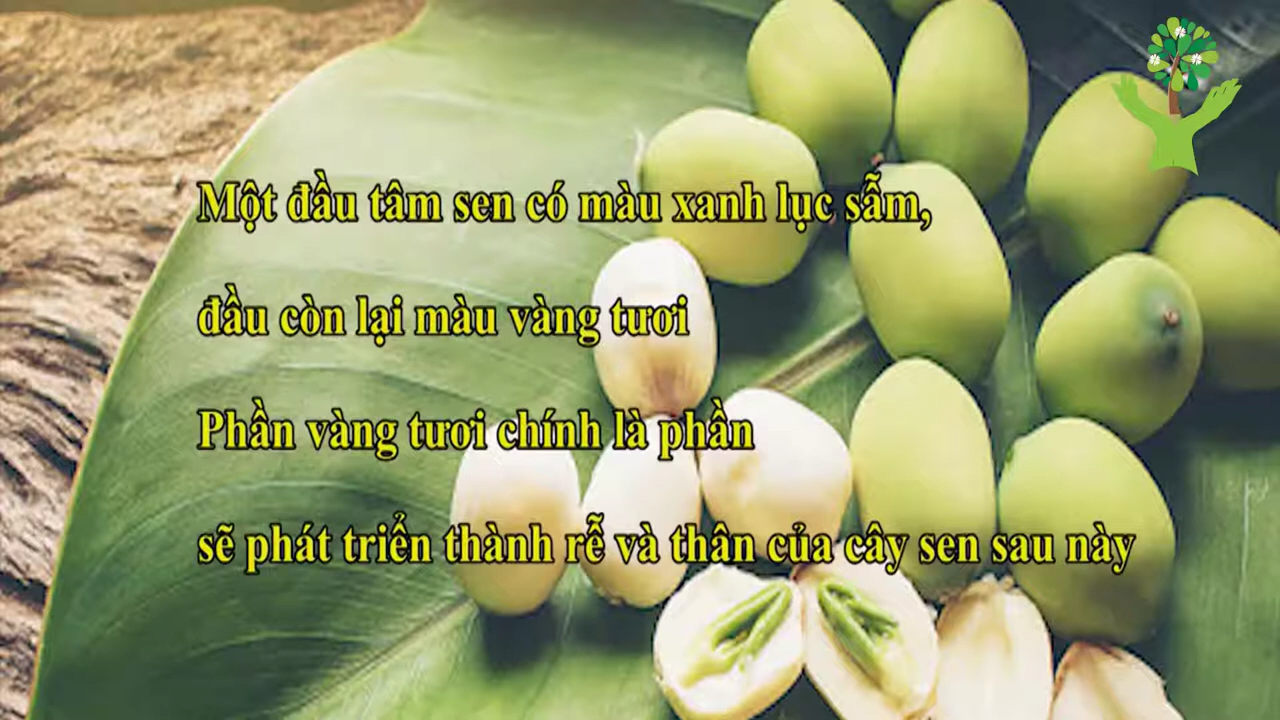 Một đầu tâm sen có màu xanh lục sẫm,
đầu còn lại màu vàng tươi
Phần vàng tươi chính là phần
sẽ phát triển thành rễ và thân của cây sen sau này